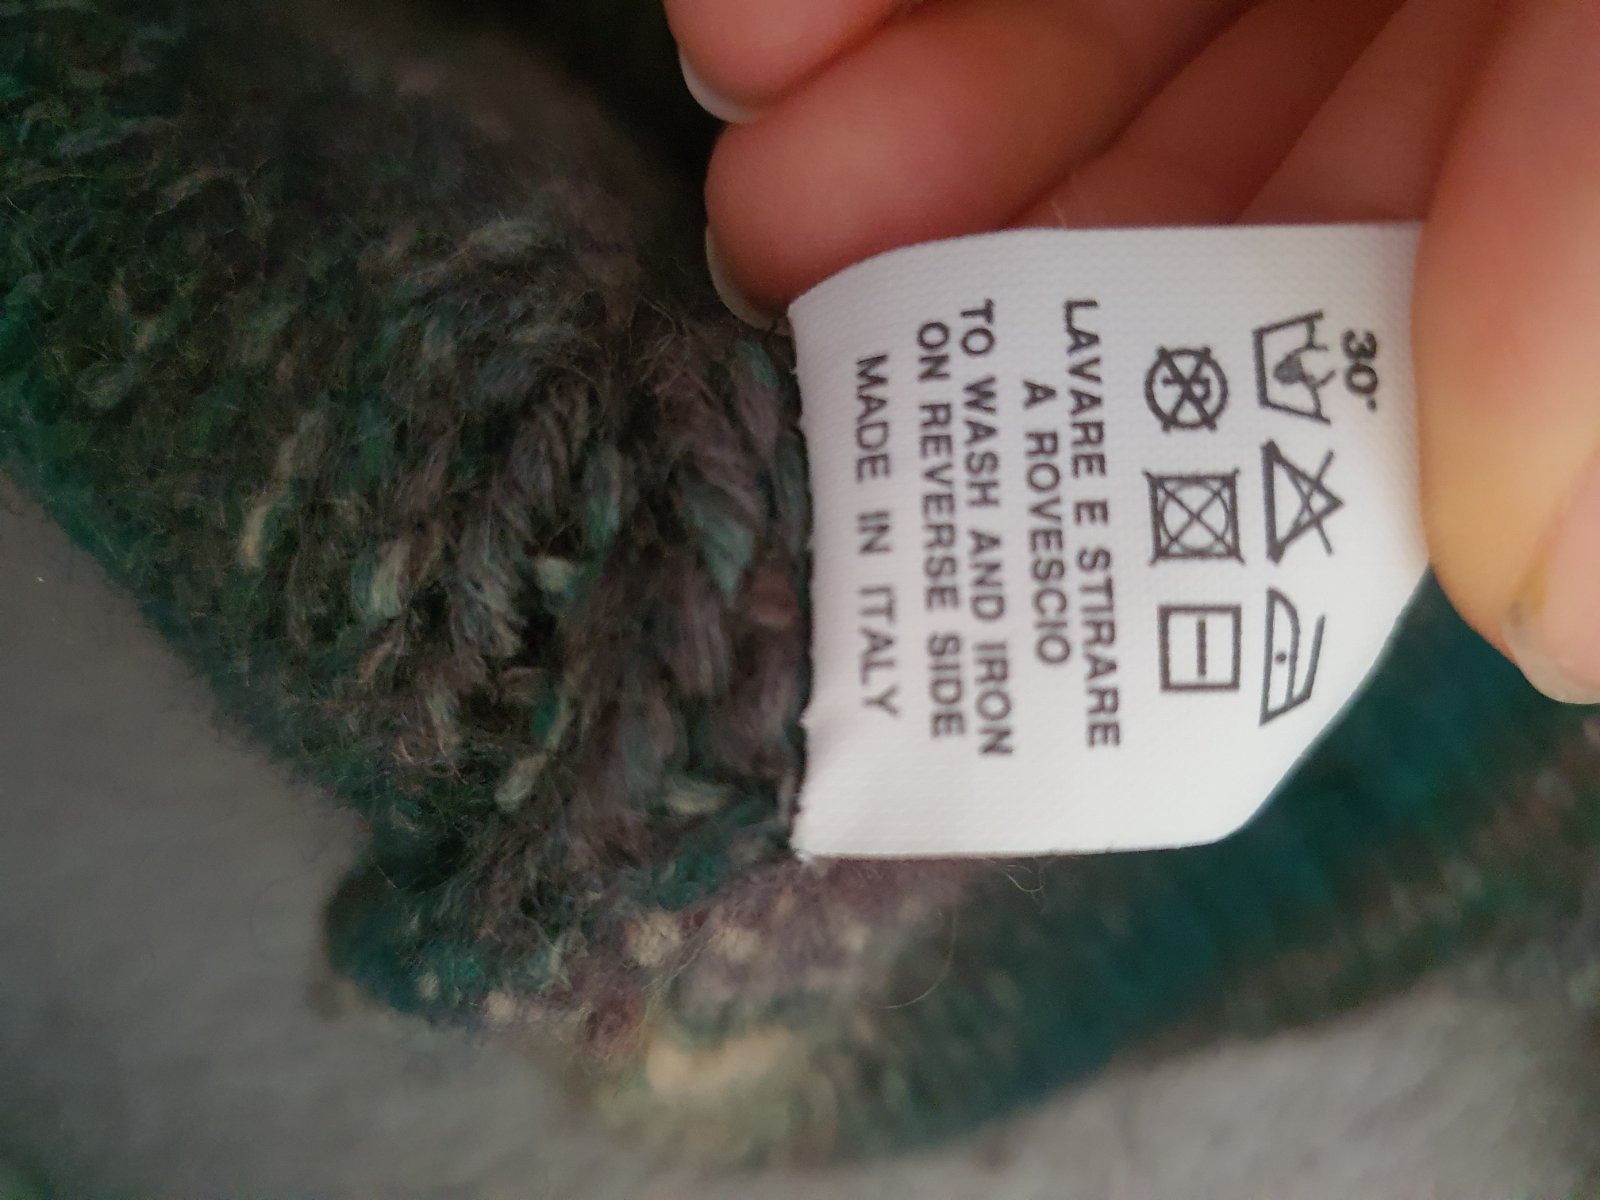 30°
LAVARE E STIRARE
A ROVESCIO
TO WASH AND IRON
ON REVERSE SIDE
MADE IN ITALY